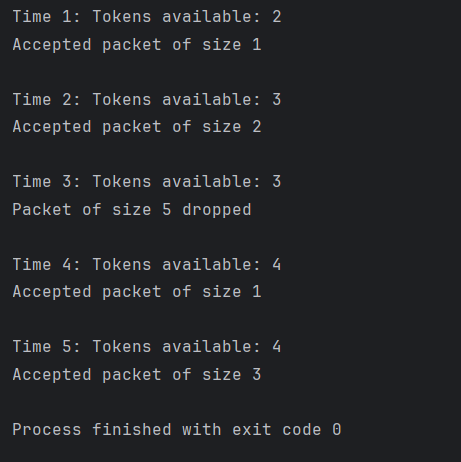 Time 1: Tokens available: 2
Accepted packet of size 1
Time 2: Tokens available: 3
Accepted packet of size 2
Time 3: Tokens available: 3
Packet of size 5 dropped
Time 4: Tokens available: 4
Accepted packet of size 1
Time 5: Tokens available: 4
Accepted packet of size 3
Process finished with exit code 0